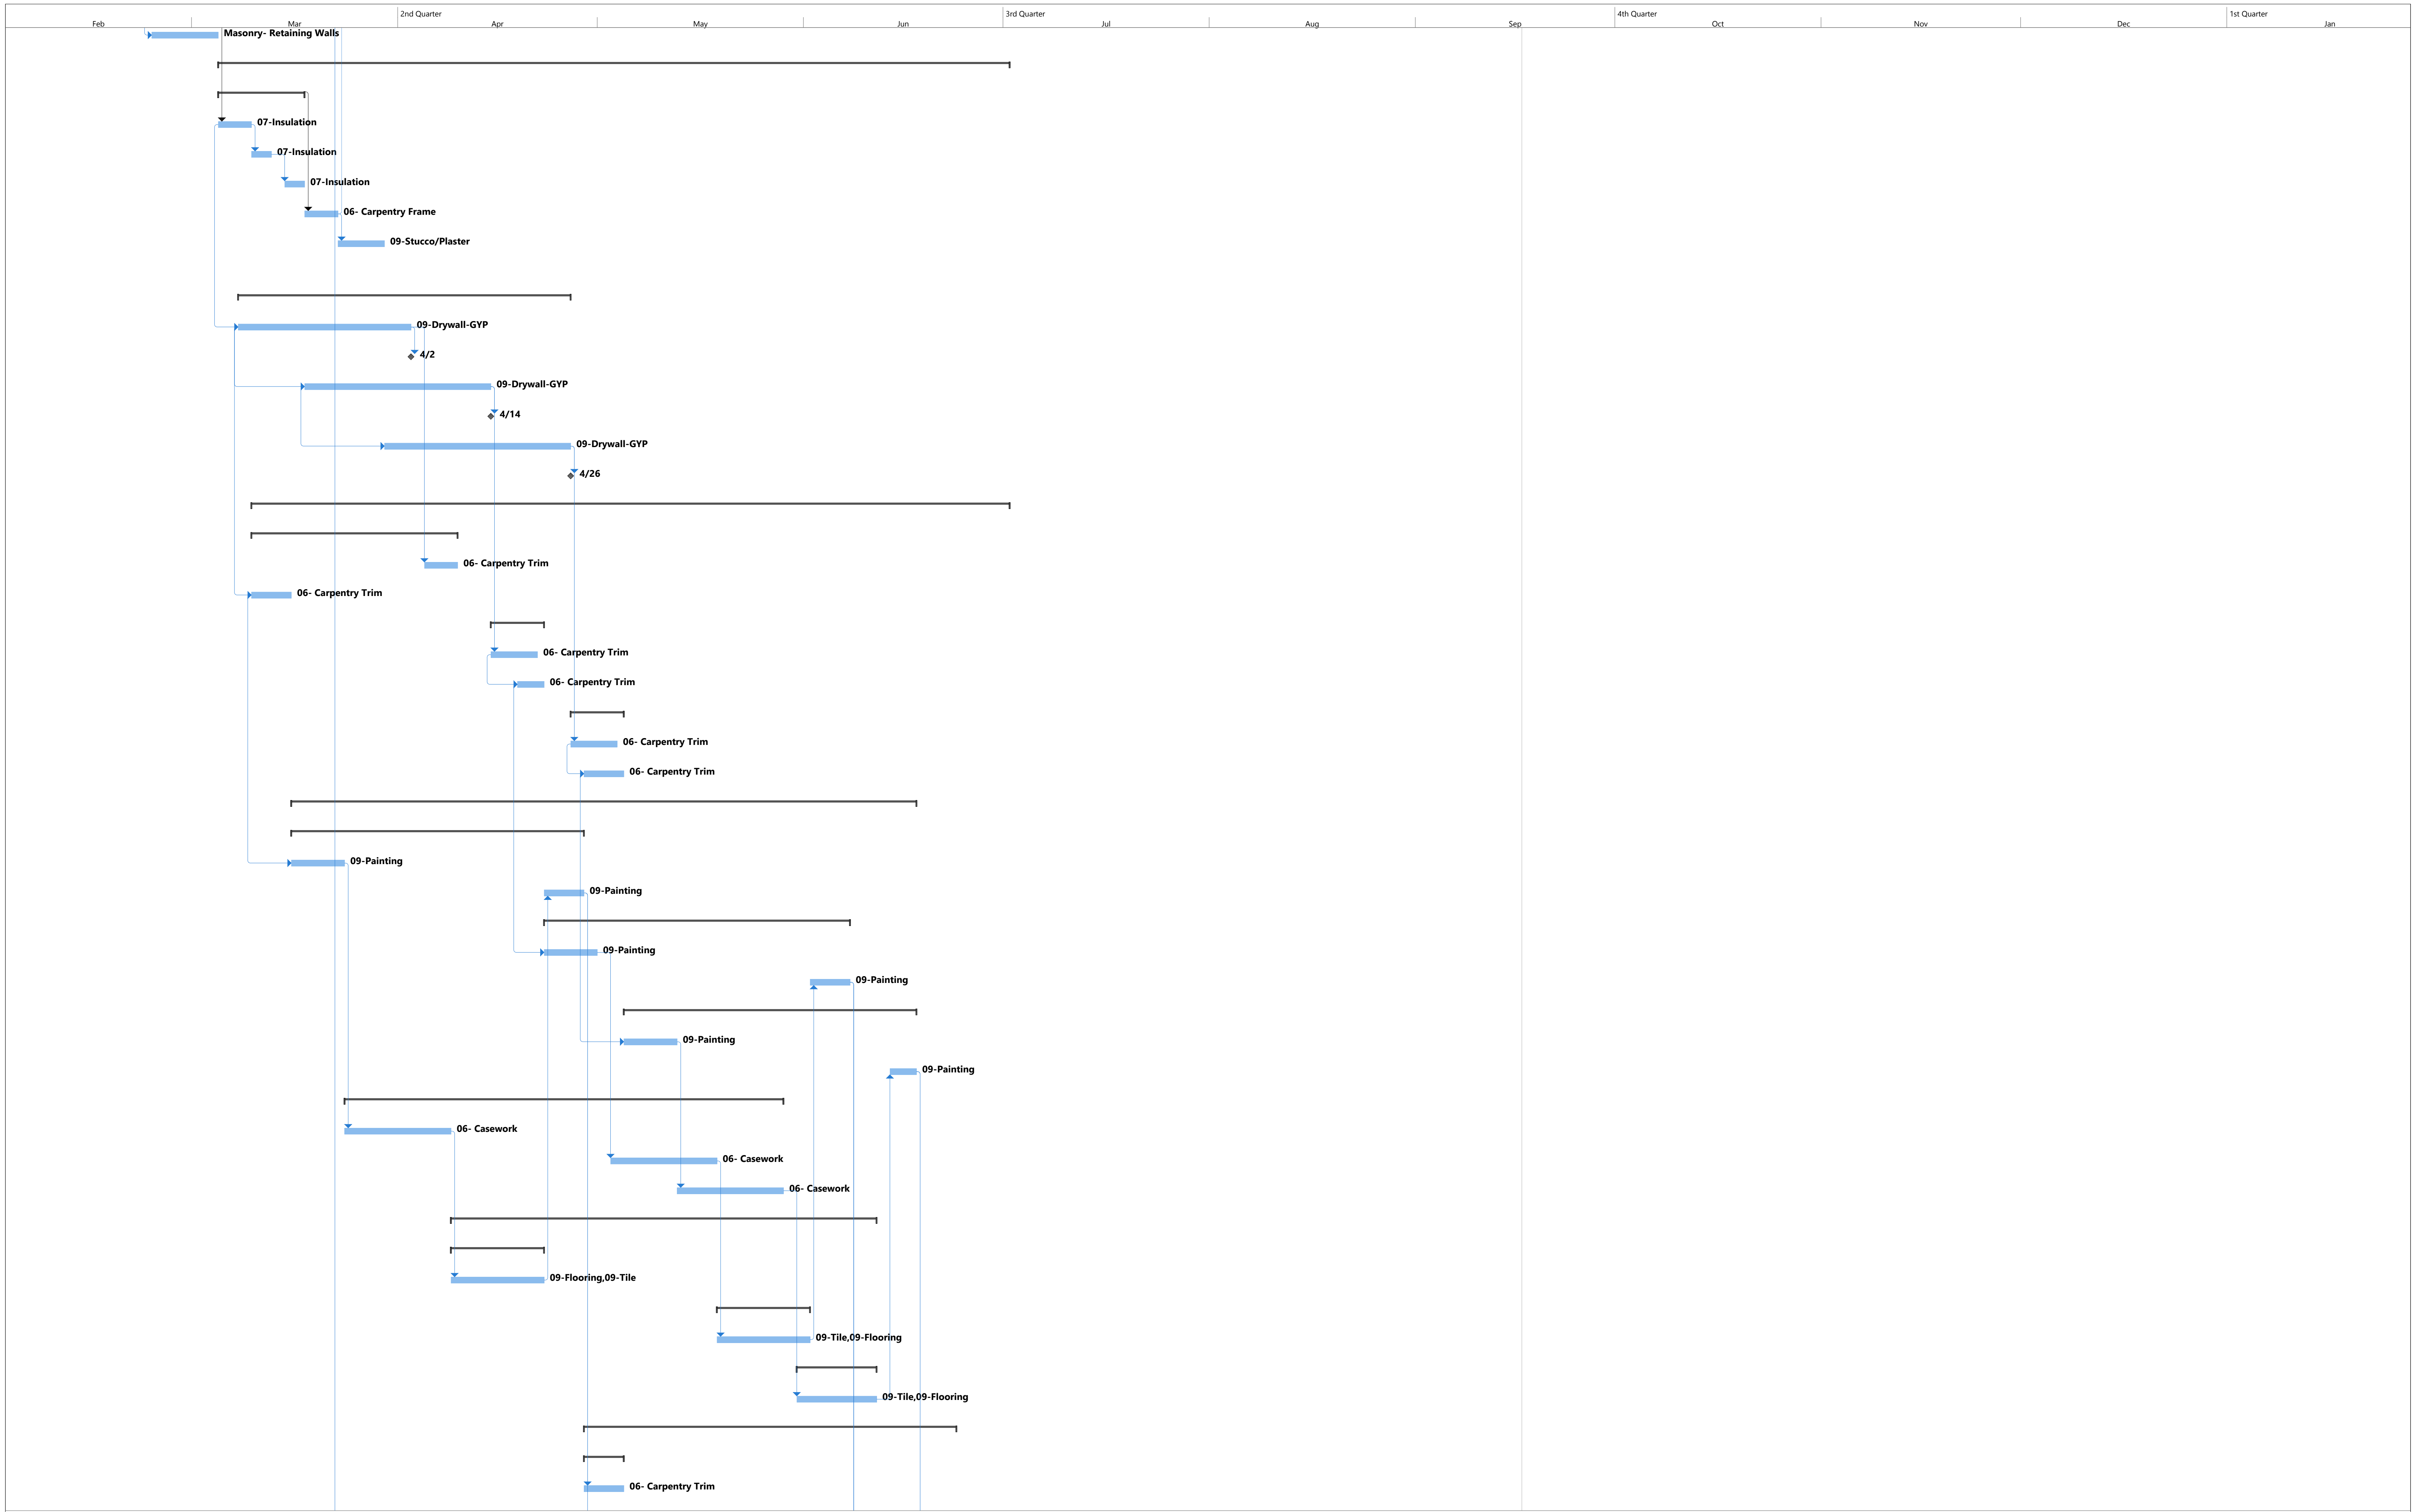 2nd Quarter 3rd Quarter 4th Quarter 1st Quarter
Feb Mar Apr May Jun Jul Aug Sep Oct Nov Dec Jan
Masonry- Retaining Walls
07-Insulation
07-Insulation
07-Insulation
06- Carpentry Frame
09-Stucco/Plaster
09-Drywall-GYP
4/2
09-Drywall-GYP
4/14
09-Drywall-GYP
4/26
06- Carpentry Trim
06- Carpentry Trim
06- Carpentry Trim
06- Carpentry Trim
06- Carpentry Trim
06- Carpentry Trim
09-Painting
09-Painting
09-Painting
09-Painting
09-Painting
09-Painting
06- Casework
06- Casework
06- Casework
09-Flooring,09-Tile
09-Tile,09-Flooring
09-Tile,09-Flooring
06- Carpentry Trim